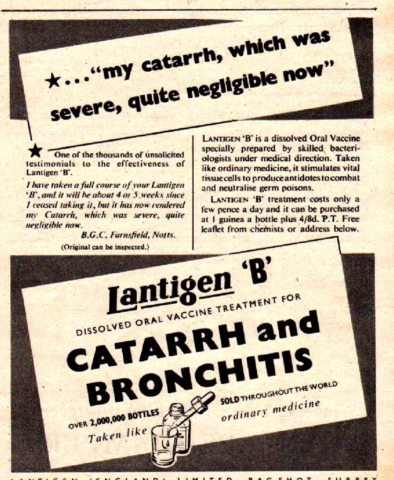 ★..."my catarrh, which was
severe, quite negligible now"
★ One of the thousands of unsolicited
testimonials to the effectiveness of
Lantigen 'B'.
I have taken a full course of your Lantigen
'B', and it will be about 4 or 5 weeks since
I ceased taking it, but it has now rendered
my Catarrh, which was severe, quite
negligible now.
B.G.C. Farnsfield, Notts.
(Original can be inspected.)
LANTIGEN 'B' is a dissolved Oral Vaccine
specially prepared by skilled bacteri-
ologists under medical direction. Taken
like ordinary medicine, it stimulates vital
tissue cells to produce antidotes to combat
and neutralise germ poisons.
LANTIGEN 'B' treatment costs only a
few pence a day and it can be purchased
at 1 guinea a bottle plus 4/8d. P.T. Free
leaflet from chemists or address below.
Lantigen 'B'
DISSOLVED ORAL VACCINE TREATMENT FOR
CATARRH and
BRONCHITIS
OVER 2,000,000 BOTTLES
SOLD THROUGHOUT THE WORLD
Taken like
ordinary medicine
LANTIGEN (ENGLAND) LIMITED, BAGSHOT, SURREY